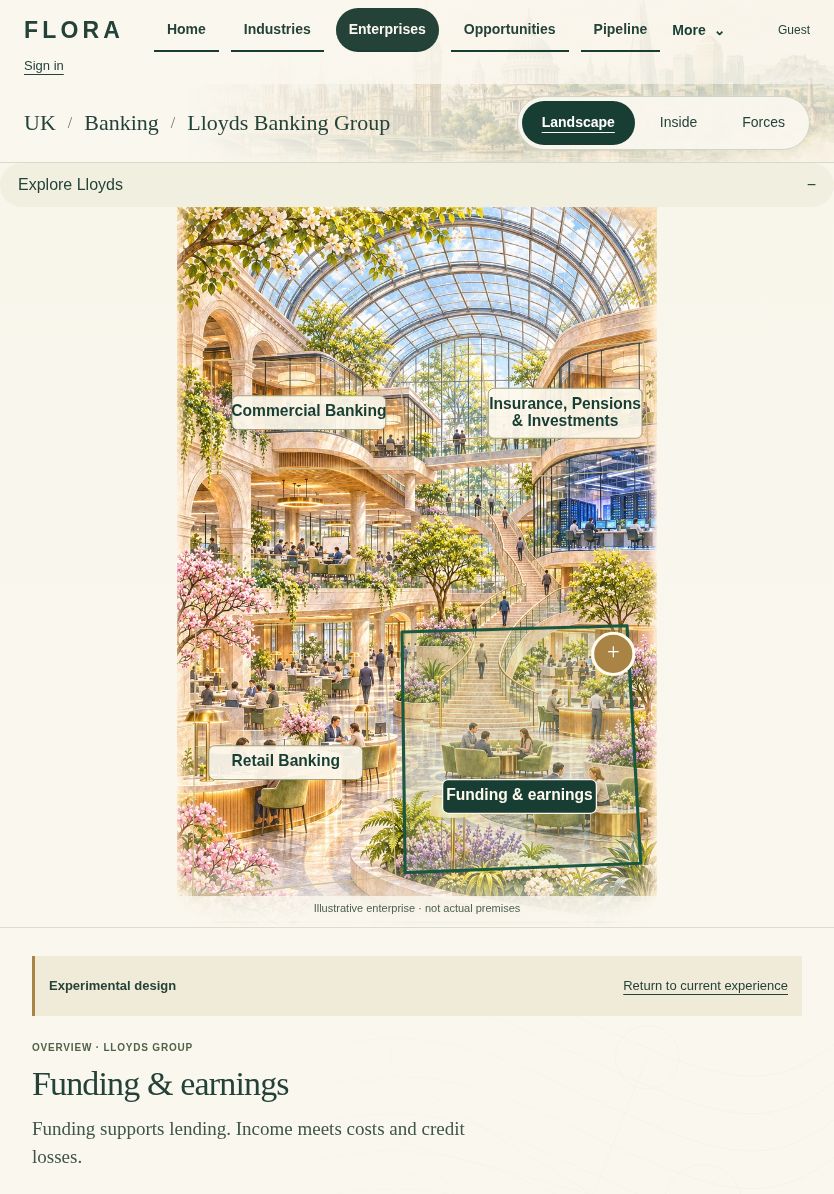 FLORA
Home
Industries
Enterprises
Opportunities
Pipeline
More
Guest
Sign in
UK / Banking / Lloyds Banking Group
Landscape
Inside
Forces
Explore Lloyds
−
Commercial Banking
Insurance, Pensions
& Investments
+
Retail Banking
Funding & earnings
Illustrative enterprise · not actual premises
Experimental design
Return to current experience
OVERVIEW · LLOYDS GROUP
Funding & earnings
Funding supports lending. Income meets costs and credit
losses.